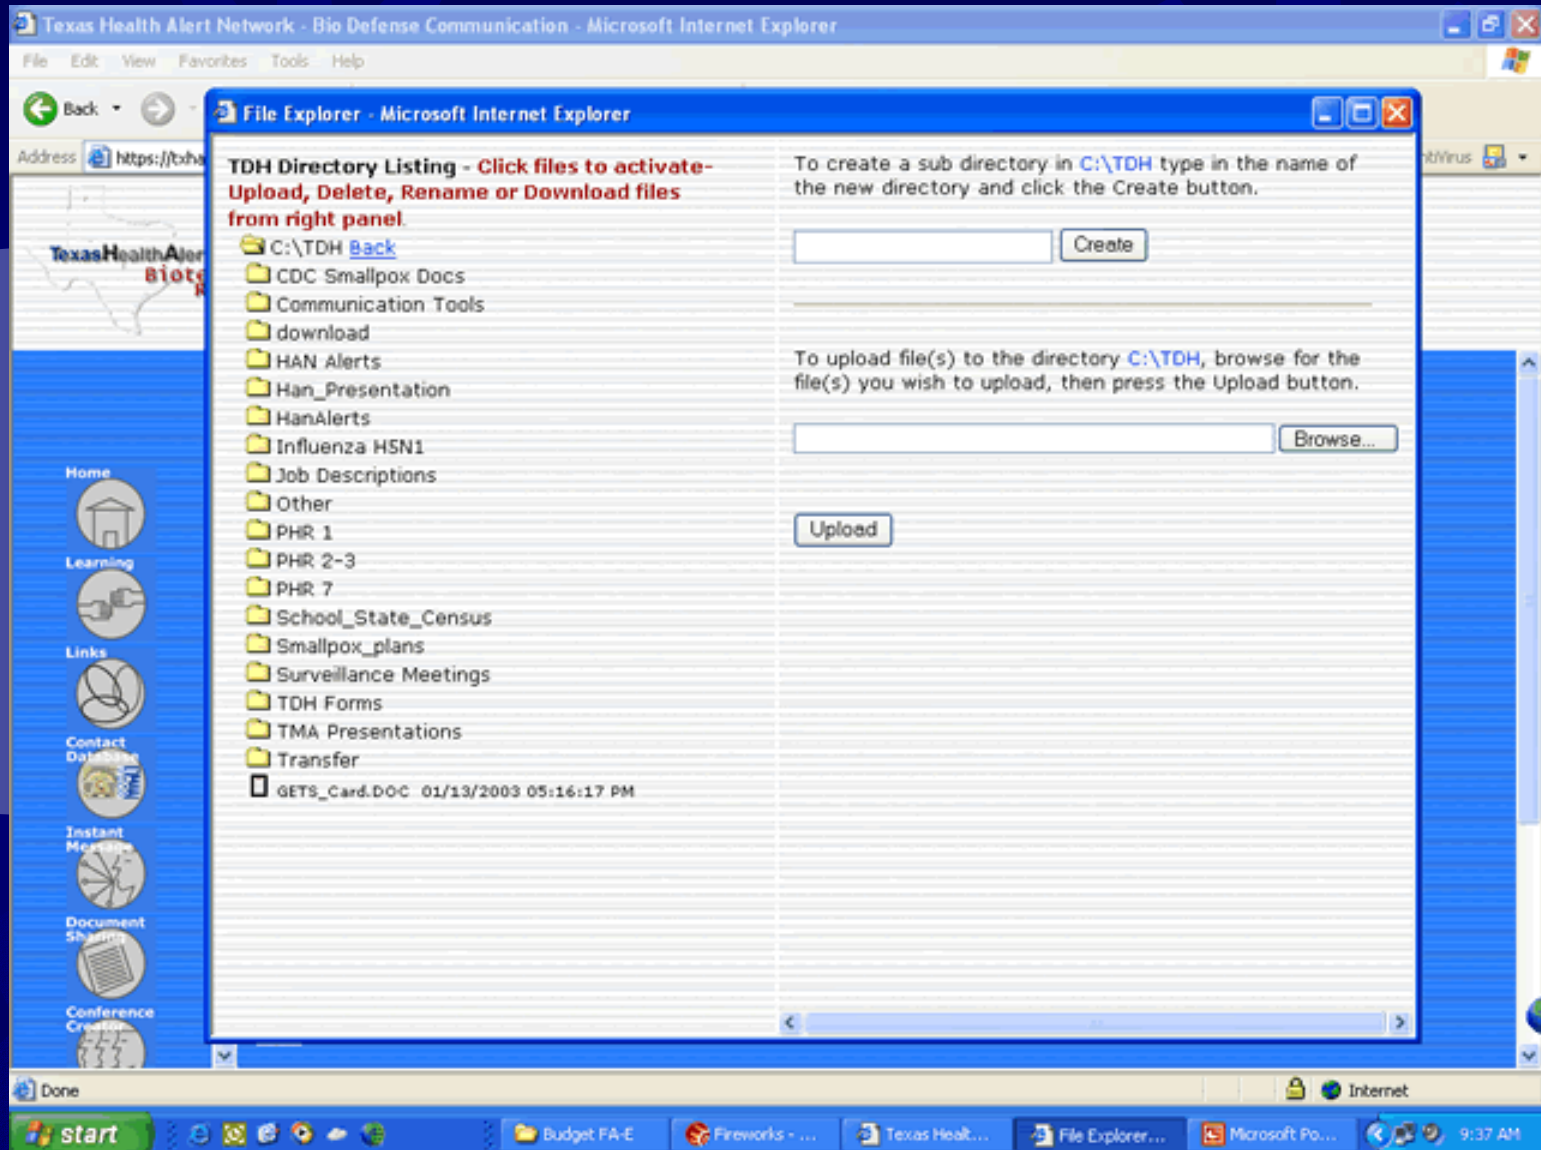 Texas Health Alert Network - Bio Defense Communication - Microsoft Internet Explorer
File Edit View Favorites Tools Help
Back
File Explorer - Microsoft Internet Explorer
Address https://txha
TexasHealthAler
Biote
TDH Directory Listing - Click files to activate-
Upload, Delete, Rename or Download files
from right panel.
C:\TDH Back
CDC Smallpox Docs
Communication Tools
download
HAN Alerts
Han_Presentation
HanAlerts
Influenza H5N1
Job Descriptions
Other
PHR 1
PHR 2-3
PHR 7
School_State_Census
Smallpox_plans
Surveillance Meetings
TDH Forms
TMA Presentations
Transfer
GETS_Card.DOC 01/13/2003 05:16:17 PM
To create a sub directory in C:\TDH type in the name of
the new directory and click the Create button.
Create
To upload file(s) to the directory C:\TDH, browse for the
file(s) you wish to upload, then press the Upload button.
Browse...
Upload
Home
Learning
Links
Contact
Database
Instant
Message
Document
Sharing
Conference
Creator
Done
Internet
start
Budget FA-E
Fireworks - ...
Texas Healt...
File Explorer...
Microsoft Po...
9:37 AM